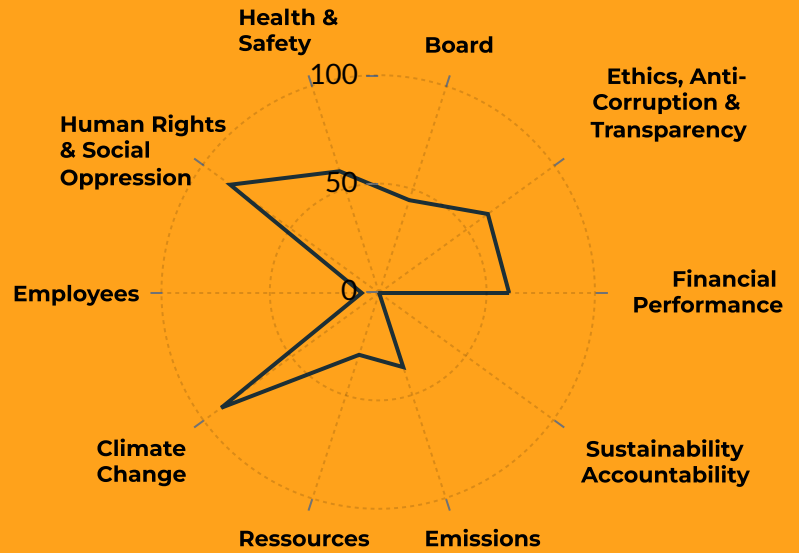 Health &
Safety
Board
100
Ethics, Anti-
Corruption &
Transparency
Human Rights
& Social
Oppression
50
Employees
0
Financial
Performance
Climate
Change
Sustainability
Accountability
Ressources
Emissions